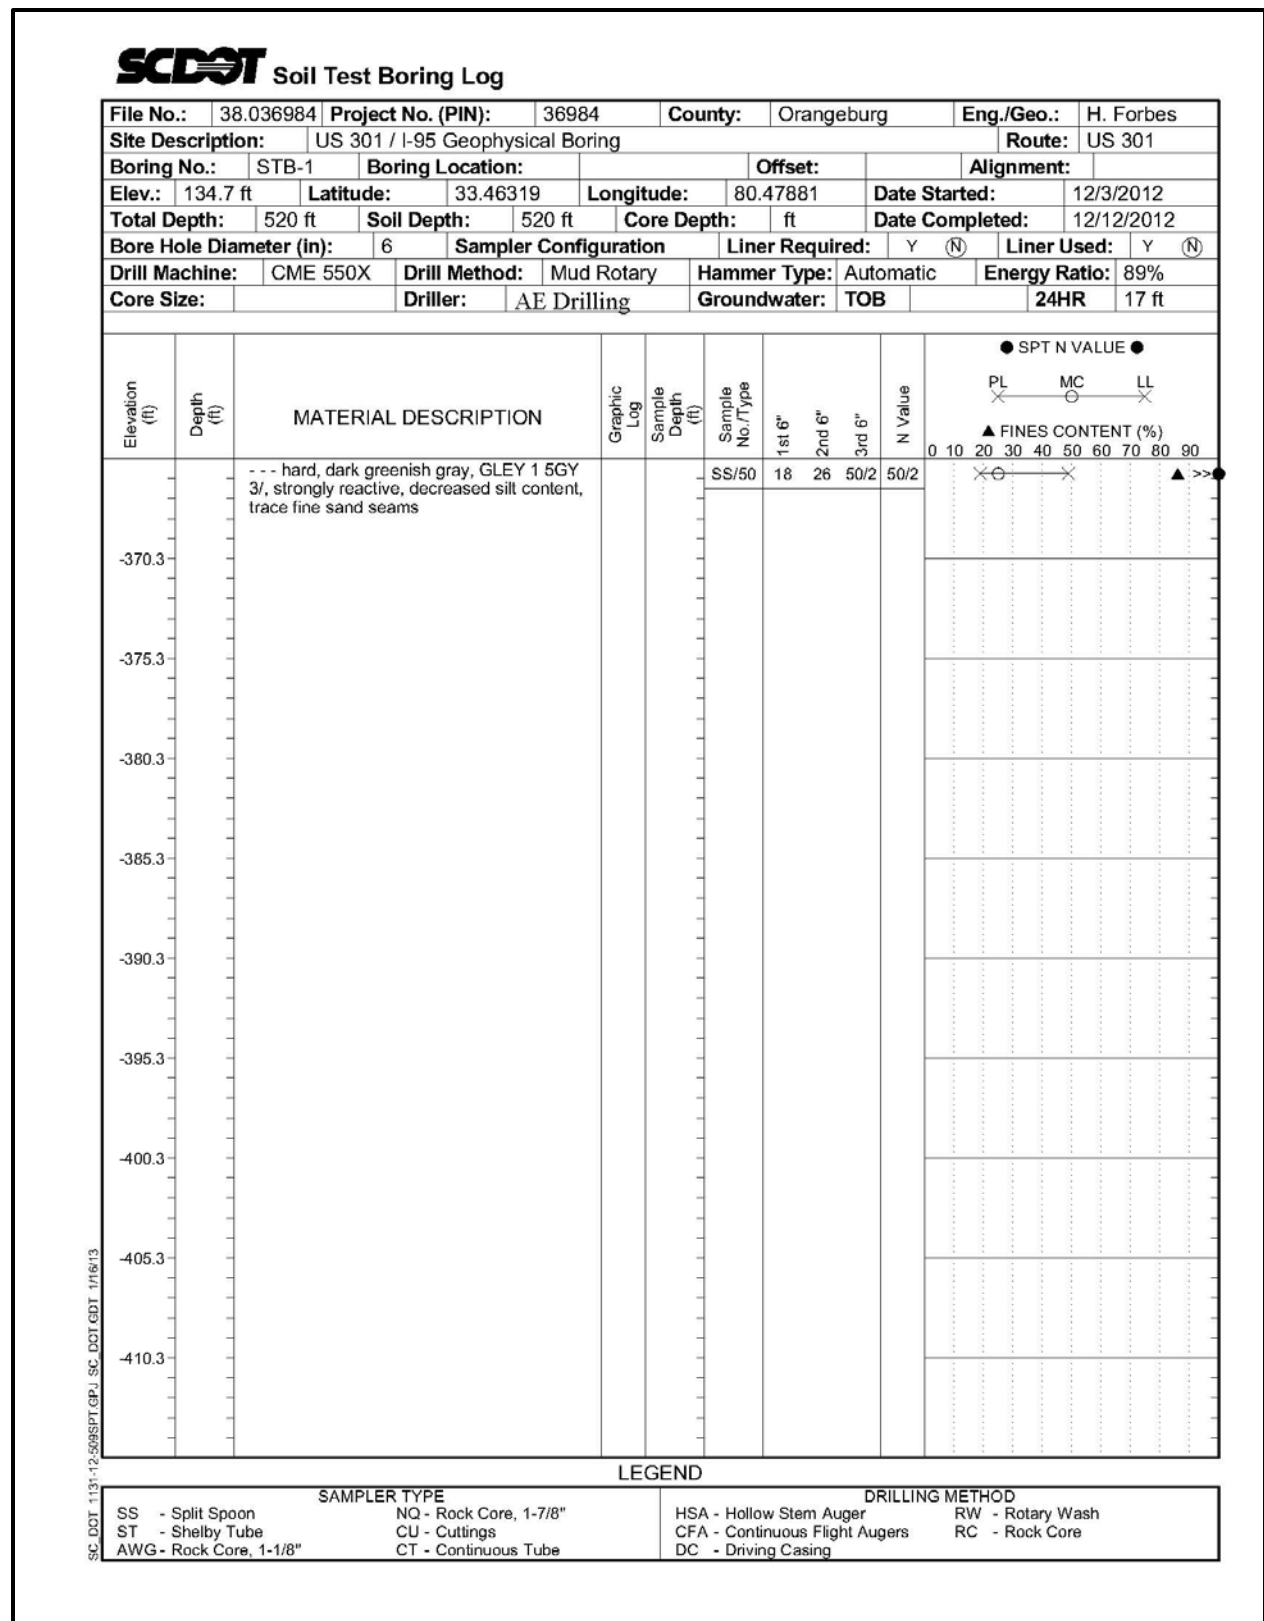 SCDOT Soil Test Boring Log
File No.: 38.036984 Project No. (PIN): 36984 County: Orangeburg Eng./Geo.: H. Forbes
Site Description: US 301 / I-95 Geophysical Boring Route: US 301
Boring No.: STB-1 Boring Location: Offset: Alignment:
Elev.: 134.7 ft Latitude: 33.46319 Longitude: 80.47881 Date Started: 12/3/2012
Total Depth: 520 ft Soil Depth: 520 ft Core Depth: ft Date Completed: 12/12/2012
Bore Hole Diameter (in): 6 Sampler Configuration Liner Required: Y N Liner Used: Y N
Drill Machine: CME 550X Drill Method: Mud Rotary Hammer Type: Automatic Energy Ratio: 89%
Core Size: Driller: AE Drilling Groundwater: TOB 24HR 17 ft
Elevation (ft)
Depth (ft)
MATERIAL DESCRIPTION
Graphic Log
Sample Depth (ft)
Sample No./Type
1st 6"
2nd 6"
3rd 6"
N Value
● SPT N VALUE ●
PL MC LL
▲ FINES CONTENT (%)
0 10 20 30 40 50 60 70 80 90
- - - hard, dark greenish gray, GLEY 1 5GY
3/, strongly reactive, decreased silt content,
trace fine sand seams
SS/50 18 26 50/2 50/2
>>
-370.3
-375.3
-380.3
-385.3
-390.3
-395.3
-400.3
-405.3
-410.3
SC_DOT 1131-12-509SPT.GPJ SC_DOT.GDT 1/16/13
LEGEND
SAMPLER TYPE
SS - Split Spoon NQ - Rock Core, 1-7/8"
ST - Shelby Tube CU - Cuttings
AWG - Rock Core, 1-1/8" CT - Continuous Tube
DRILLING METHOD
HSA - Hollow Stem Auger RW - Rotary Wash
CFA - Continuous Flight Augers RC - Rock Core
DC - Driving Casing